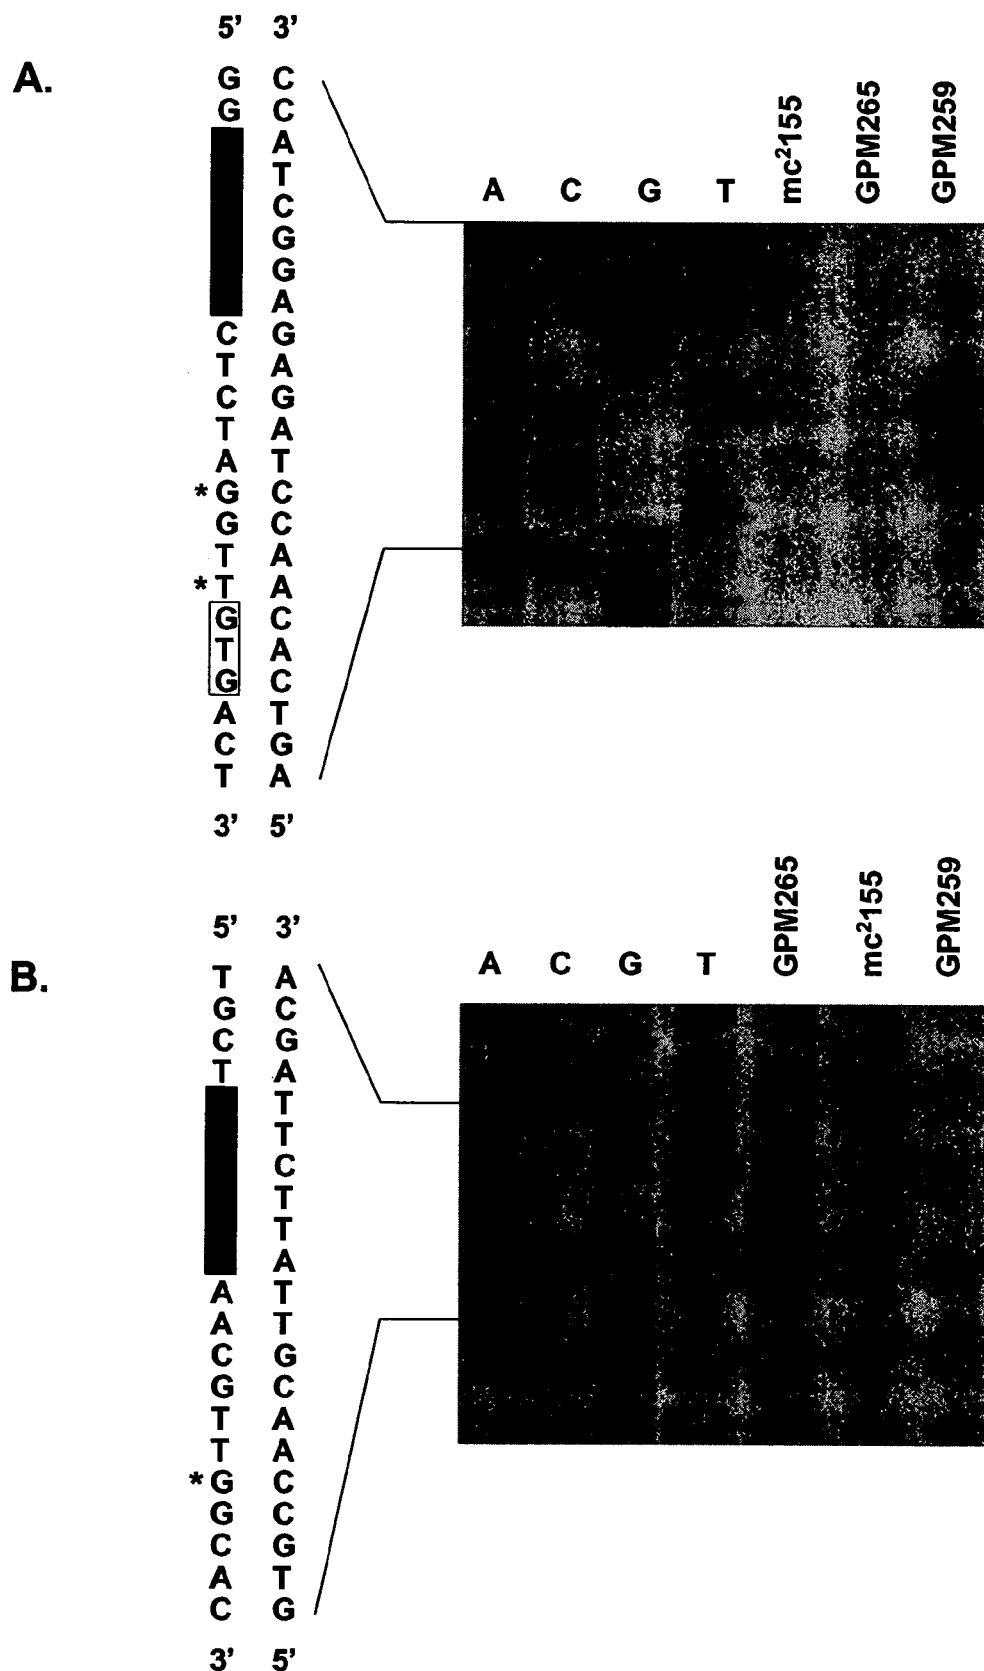 5' 3'
A.
G C
G C
A
T
C
G
G
A
C G
T A
C G
T A
A T
* G C
G C
T A
* T A
G C
T A
G C
A T
C G
T A
3' 5'
A C G T mc²155 GPM265 GPM259
5' 3'
B.
T A
G C
C G
T A
T
T
C
T
T
A
A T
A T
C G
G C
T A
T A
* G C
G C
C G
A T
C G
3' 5'
A C G T GPM265 mc²155 GPM259